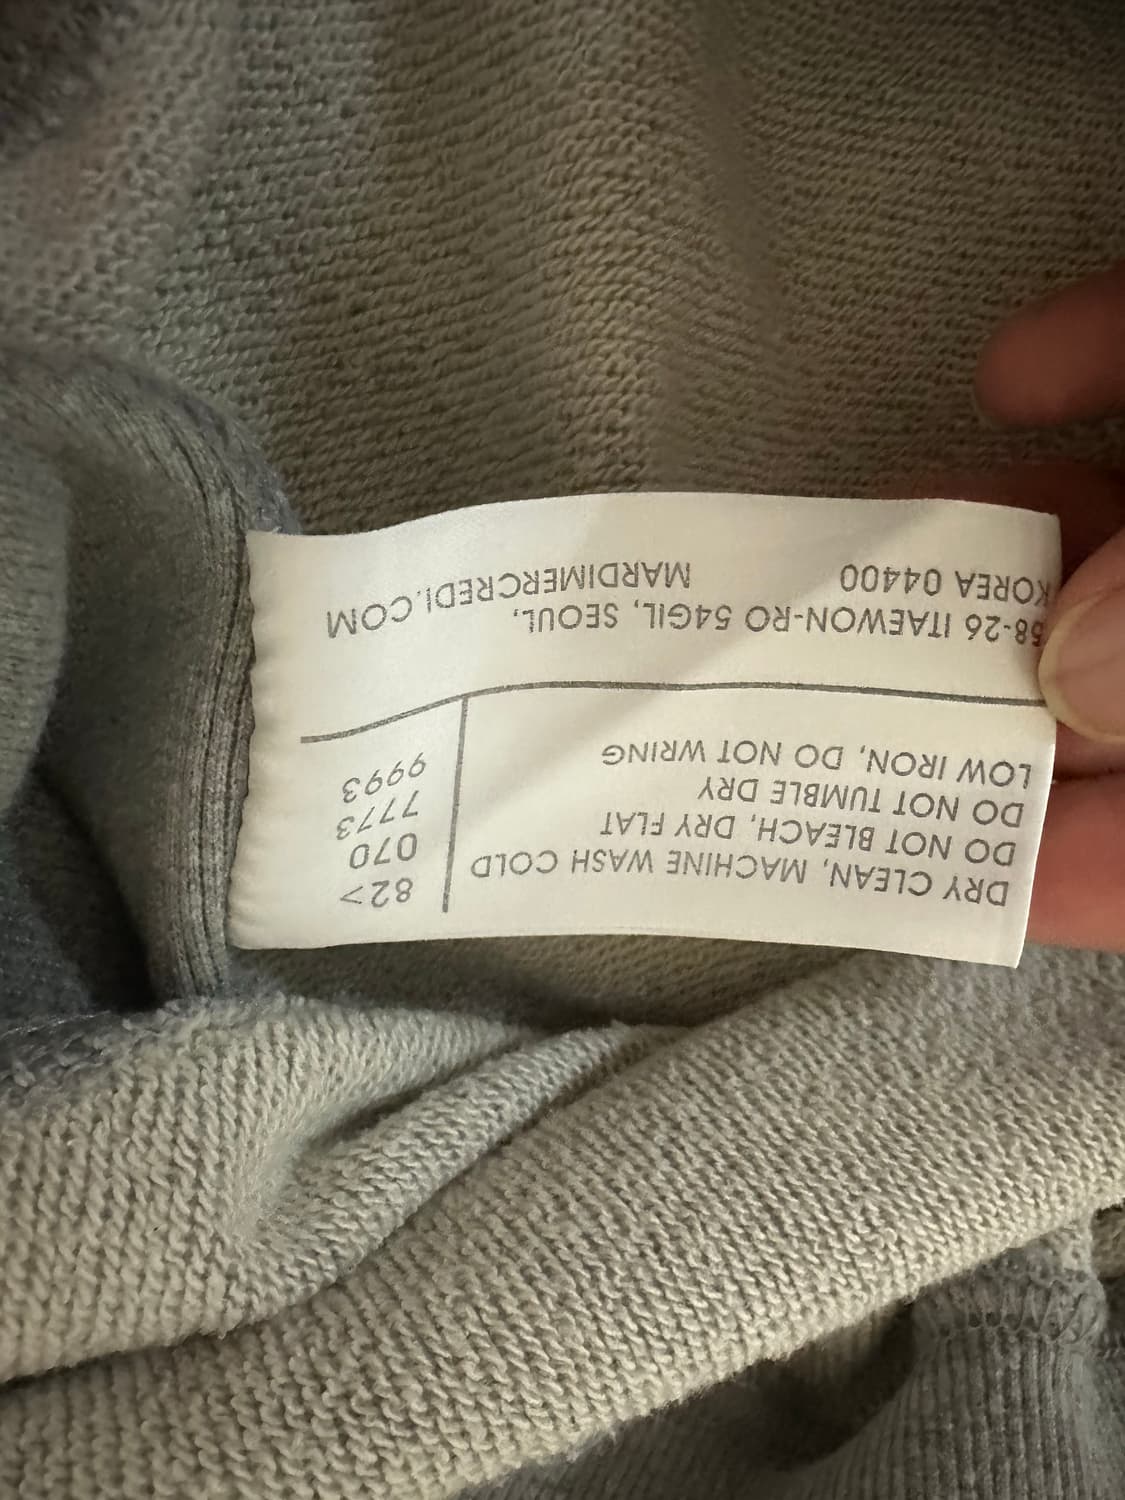 DRY CLEAN, MACHINE WASH COLD
DO NOT BLEACH, DRY FLAT
DO NOT TUMBLE DRY
LOW IRON, DO NOT WRING
82>
070
7773
9993
58-26 ITAEWON-RO 54GIL, SEOUL,
KOREA 04400 MARDIMERCREDI.COM